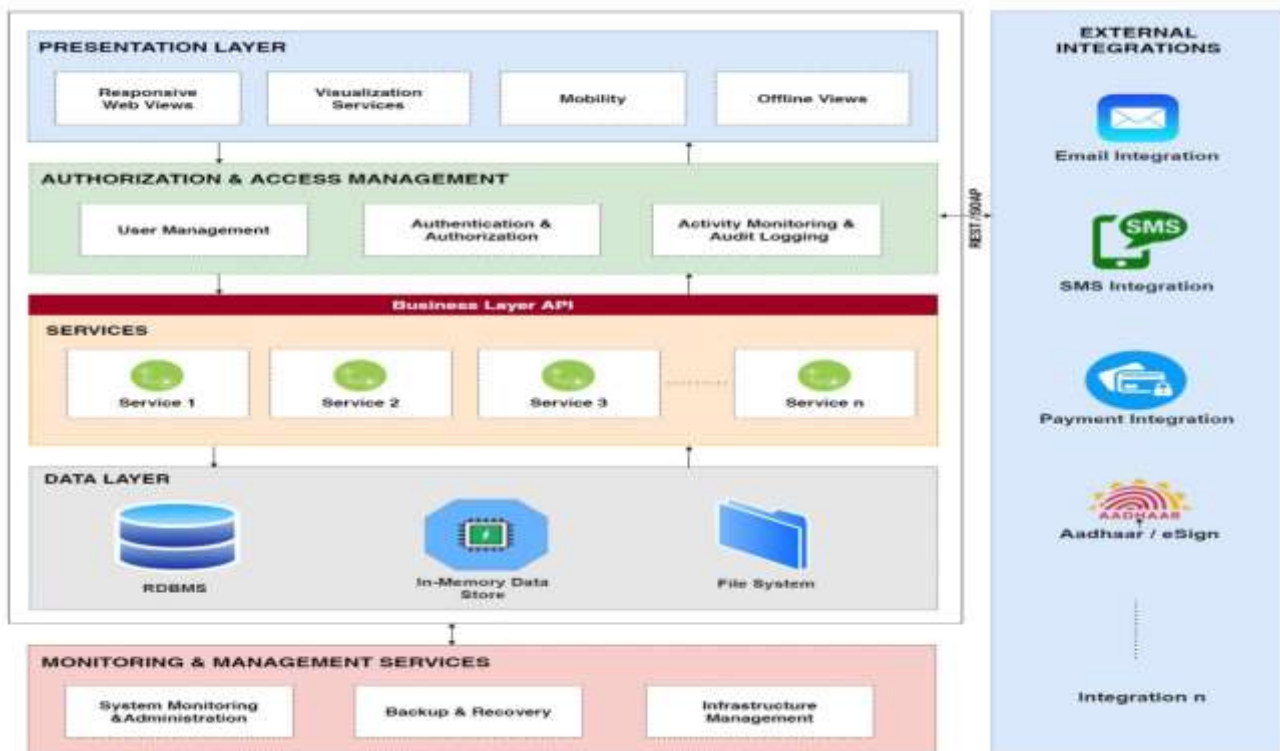 PRESENTATION LAYER
Responsive
Web Views
Visualization
Services
Mobility
Offline Views
AUTHORIZATION & ACCESS MANAGEMENT
User Management
Authentication &
Authorization
Activity Monitoring &
Audit Logging
Business Layer API
SERVICES
Service 1
Service 2
Service 3
Service n
DATA LAYER
RDBMS
In-Memory Data
Store
File System
MONITORING & MANAGEMENT SERVICES
System Monitoring
&Administration
Backup & Recovery
Infrastructure
Management
REST / SOAP
EXTERNAL
INTEGRATIONS
Email Integration
SMS
SMS Integration
Payment Integration
AADHAAR
Aadhaar / eSign
Integration n